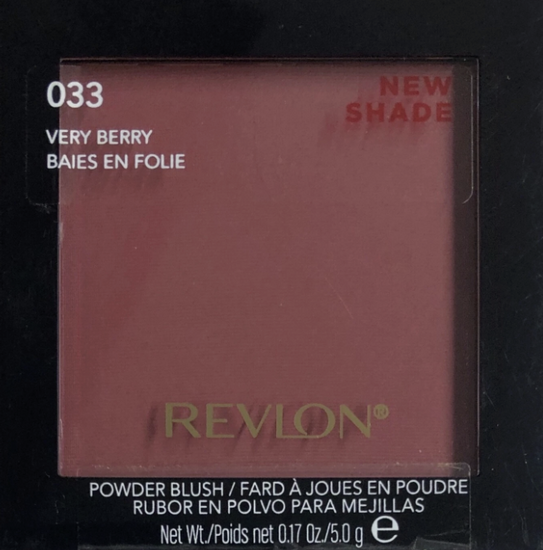 033
VERY BERRY
BAIES EN FOLIE
NEW
SHADE
REVLON®
POWDER BLUSH / FARD À JOUES EN POUDRE
RUBOR EN POLVO PARA MEJILLAS
Net Wt./Poids net 0.17 Oz./5.0 g ℮